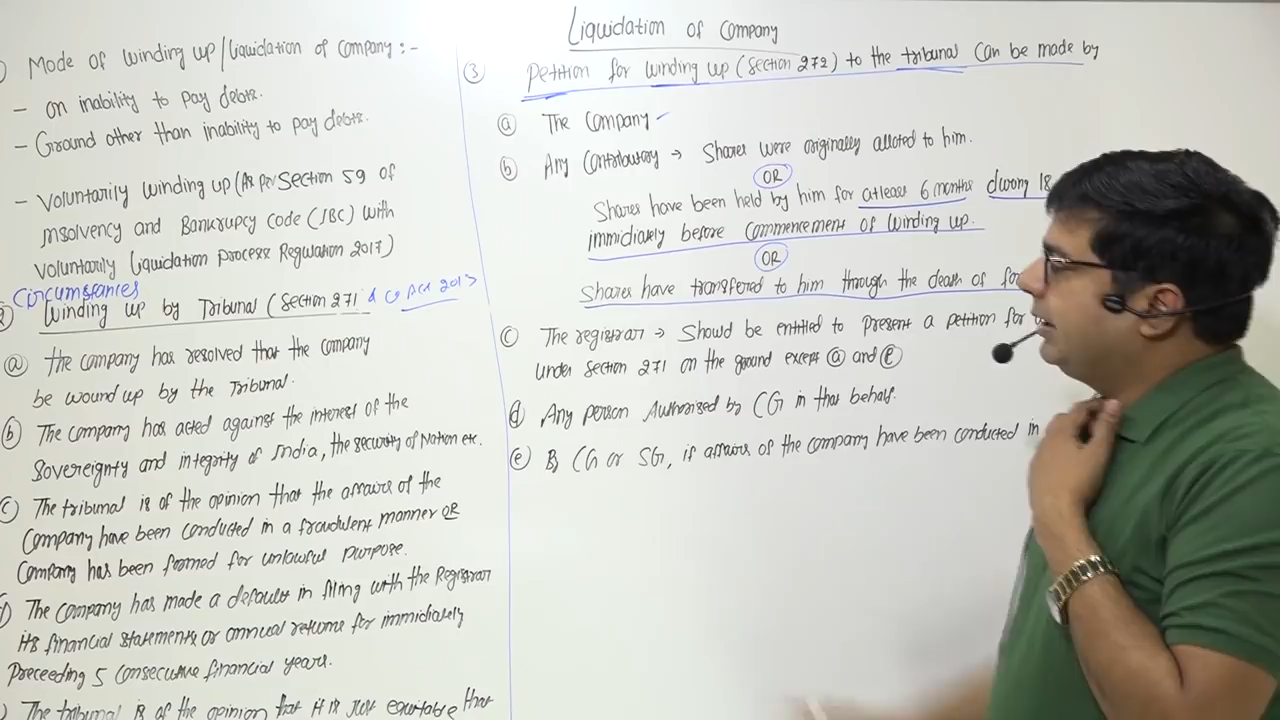 Liquidation of Company
) Mode of winding up/Liquidation of Company :-
- on inability to pay debts.
- Ground other than inability to pay debts.
- Voluntarily winding up (As per Section 59 of
Insolvency and Bankrupcy Code (IBC) with
Voluntarily Liquidation Process Regulation 2017)
Circumstances
Winding up by Tribunal (Section 271 & Co Act 2013
(a) The company has resolved that the company
be wound up by the Tribunal.
(b) The company has acted against the interest of the
Sovereignty and integrity of India, the security of Nation etc.
(c) The tribunal is of the opinion that the affairs of the
Company have been conducted in a fraudulent manner OR
Company has been formed for unlawful purpose.
d) The company has made a default in filing with the Registrar
its financial statements or annual returns for immidiately
Preceeding 5 Consecutive financial years.
) The tribunal is of the opinion that it is just equitable that
(3) Petition for winding up (Section 272) to the tribunal Can be made by
(a) The Company
(b) Any Contributory → Shares were originally alloted to him.
OR
Shares have been held by him for atleast 6 months during 18
immidiately before Commencement of winding up.
OR
Shares have transferred to him through the death of
(c) The registrar → Should be entitled to present a petition for
under section 271 on the ground except (a) and (e)
(d) Any person Authorised by CG in that behalf.
(e) By CG or SG, if affairs of the company have been conducted in